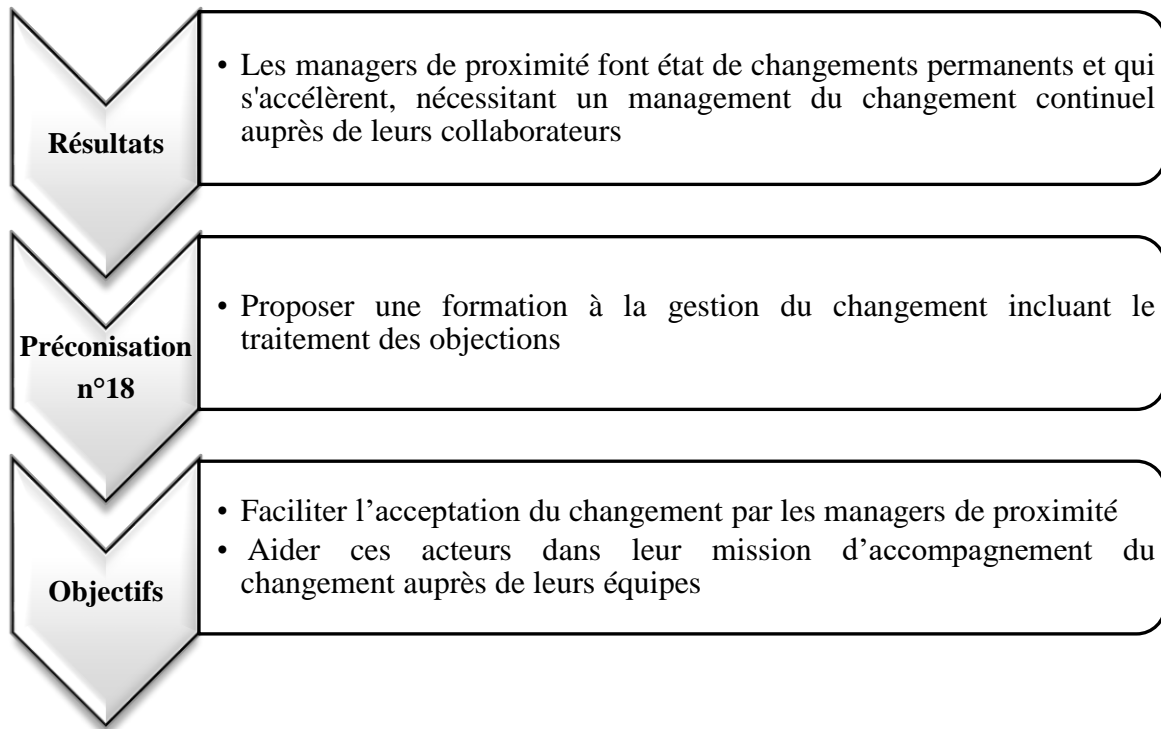 Résultats
• Les managers de proximité font état de changements permanents et qui
s'accélèrent, nécessitant un management du changement continuel
auprès de leurs collaborateurs
Préconisation
n°18
• Proposer une formation à la gestion du changement incluant le
traitement des objections
Objectifs
• Faciliter l’acceptation du changement par les managers de proximité
• Aider ces acteurs dans leur mission d’accompagnement du
changement auprès de leurs équipes